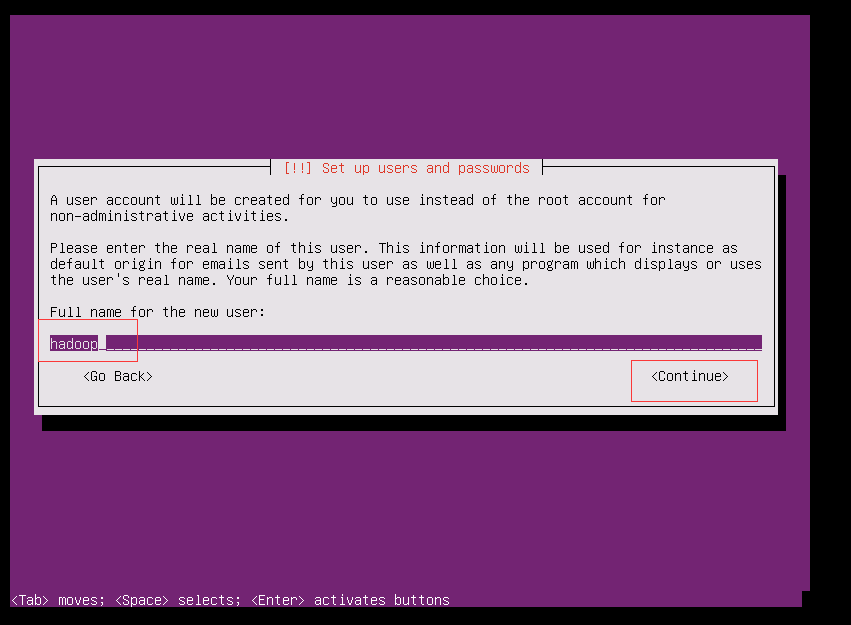 [!!] Set up users and passwords
A user account will be created for you to use instead of the root account for
non-administrative activities.
Please enter the real name of this user. This information will be used for instance as
default origin for emails sent by this user as well as any program which displays or uses
the user's real name. Your full name is a reasonable choice.
Full name for the new user:
hadoop
<Go Back> <Continue>
<Tab> moves; <Space> selects; <Enter> activates buttons